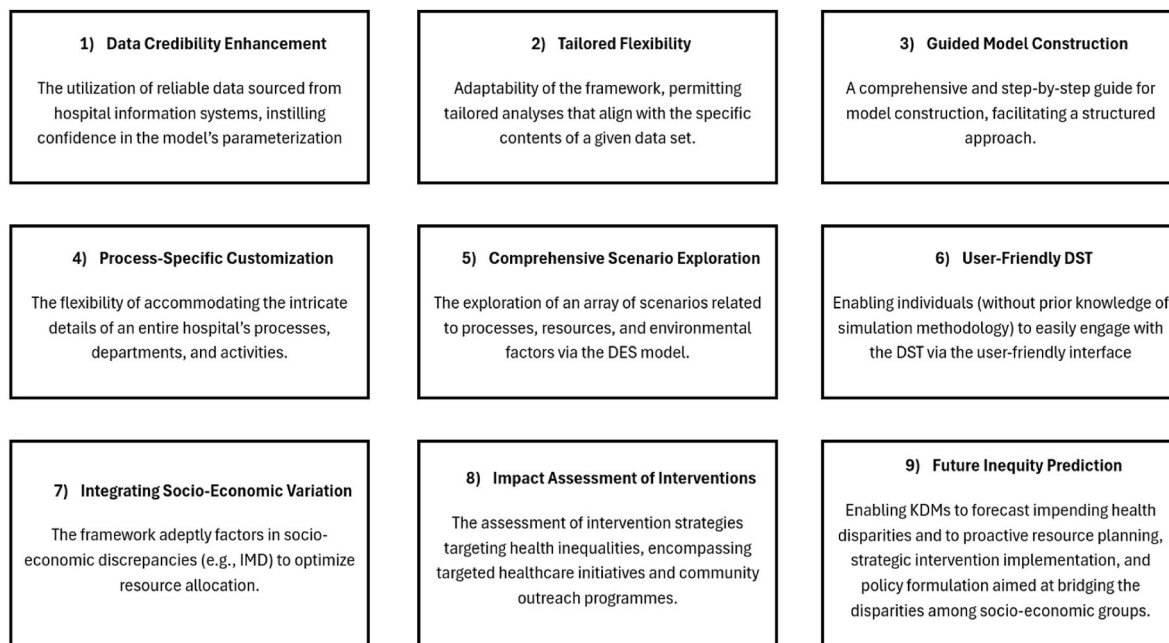 1) Data Credibility Enhancement
The utilization of reliable data sourced from
hospital information systems, instilling
confidence in the model's parameterization
2) Tailored Flexibility
Adaptability of the framework, permitting
tailored analyses that align with the specific
contents of a given data set.
3) Guided Model Construction
A comprehensive and step-by-step guide for
model construction, facilitating a structured
approach.
4) Process-Specific Customization
The flexibility of accommodating the intricate
details of an entire hospital's processes,
departments, and activities.
5) Comprehensive Scenario Exploration
The exploration of an array of scenarios related
to processes, resources, and environmental
factors via the DES model.
6) User-Friendly DST
Enabling individuals (without prior knowledge of
simulation methodology) to easily engage with
the DST via the user-friendly interface
7) Integrating Socio-Economic Variation
The framework adeptly factors in socio-
economic discrepancies (e.g., IMD) to optimize
resource allocation.
8) Impact Assessment of Interventions
The assessment of intervention strategies
targeting health inequalities, encompassing
targeted healthcare initiatives and community
outreach programmes.
9) Future Inequity Prediction
Enabling KDMs to forecast impending health
disparities and to proactive resource planning,
strategic intervention implementation, and
policy formulation aimed at bridging the
disparities among socio-economic groups.